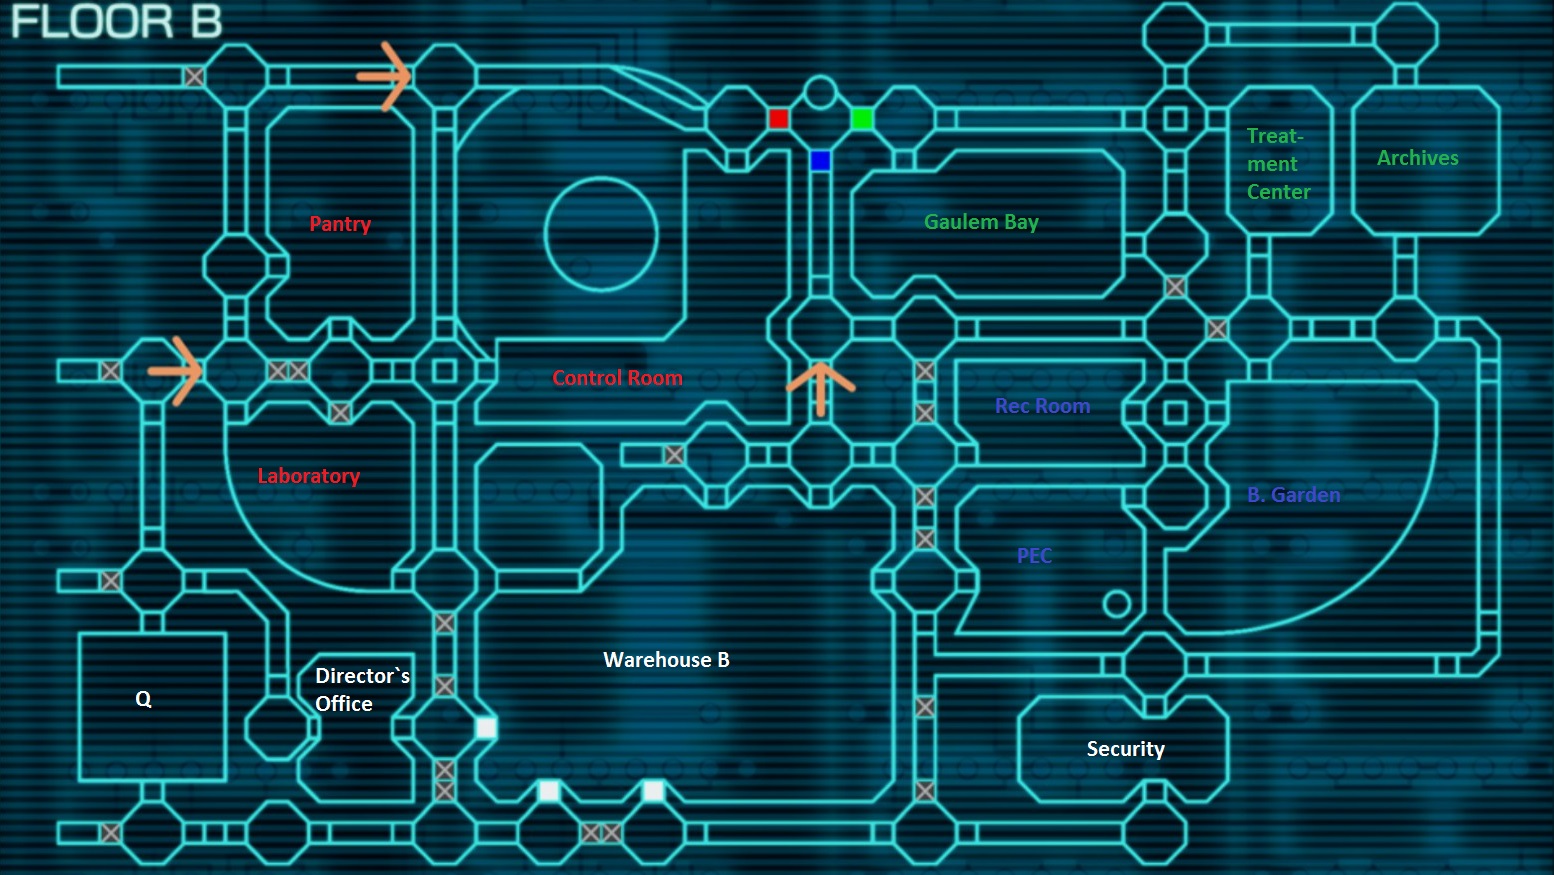 FLOOR B
Treat-
ment
Center
Archives
Pantry
Gaulem Bay
Control Room
Rec Room
Laboratory
B. Garden
PEC
Warehouse B
Director`s
Office
Q
Security